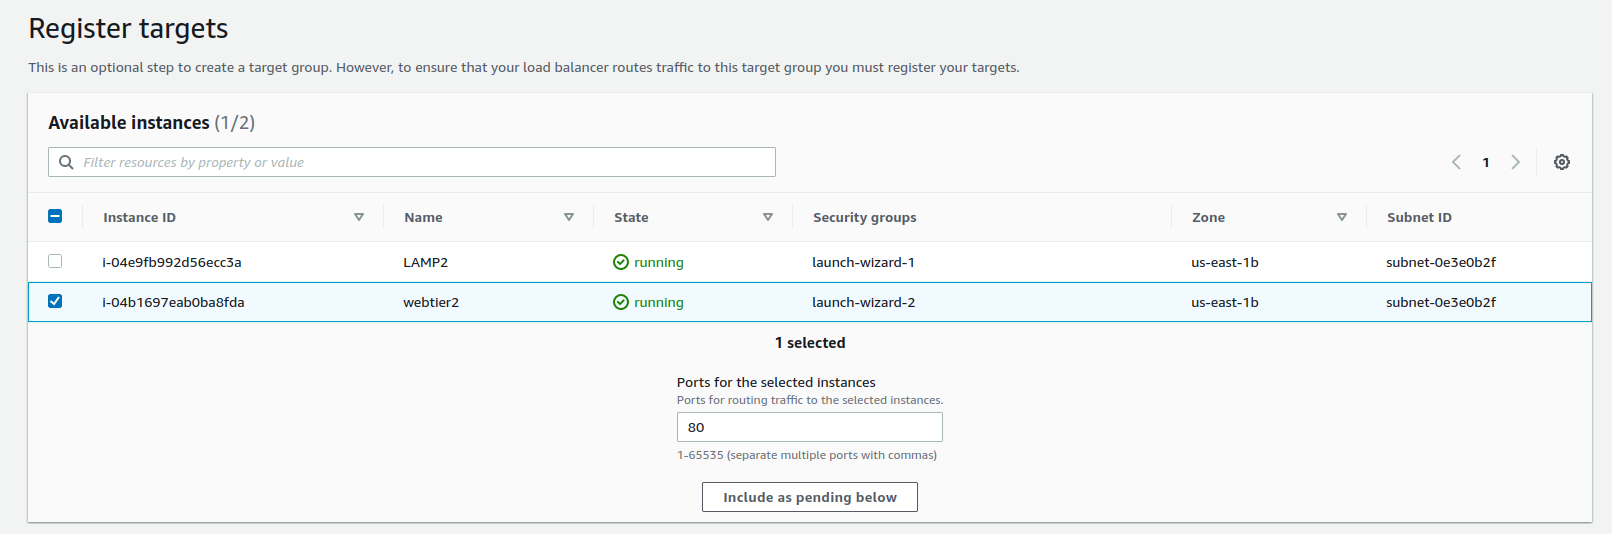 Register targets
This is an optional step to create a target group. However, to ensure that your load balancer routes traffic to this target group you must register your targets.
Available instances (1/2)
Filter resources by property or value
1
Instance ID Name State Security groups Zone Subnet ID
i-04e9fb992d56ecc3a LAMP2 running launch-wizard-1 us-east-1b subnet-0e3e0b2f
i-04b1697eab0ba8fda webtier2 running launch-wizard-2 us-east-1b subnet-0e3e0b2f
1 selected
Ports for the selected instances
Ports for routing traffic to the selected instances.
80
1-65535 (separate multiple ports with commas)
Include as pending below